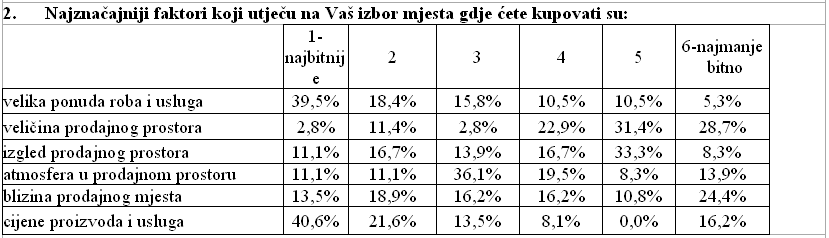 2. Najznačajniji faktori koji utječu na Vaš izbor mjesta gdje ćete kupovati su:
1-
najbitnij
e 2 3 4 5 6-najmanje
bitno
velika ponuda roba i usluga 39,5% 18,4% 15,8% 10,5% 10,5% 5,3%
veličina prodajnog prostora 2,8% 11,4% 2,8% 22,9% 31,4% 28,7%
izgled prodajnog prostora 11,1% 16,7% 13,9% 16,7% 33,3% 8,3%
atmosfera u prodajnom prostoru 11,1% 11,1% 36,1% 19,5% 8,3% 13,9%
blizina prodajnog mjesta 13,5% 18,9% 16,2% 16,2% 10,8% 24,4%
cijene proizvoda i usluga 40,6% 21,6% 13,5% 8,1% 0,0% 16,2%